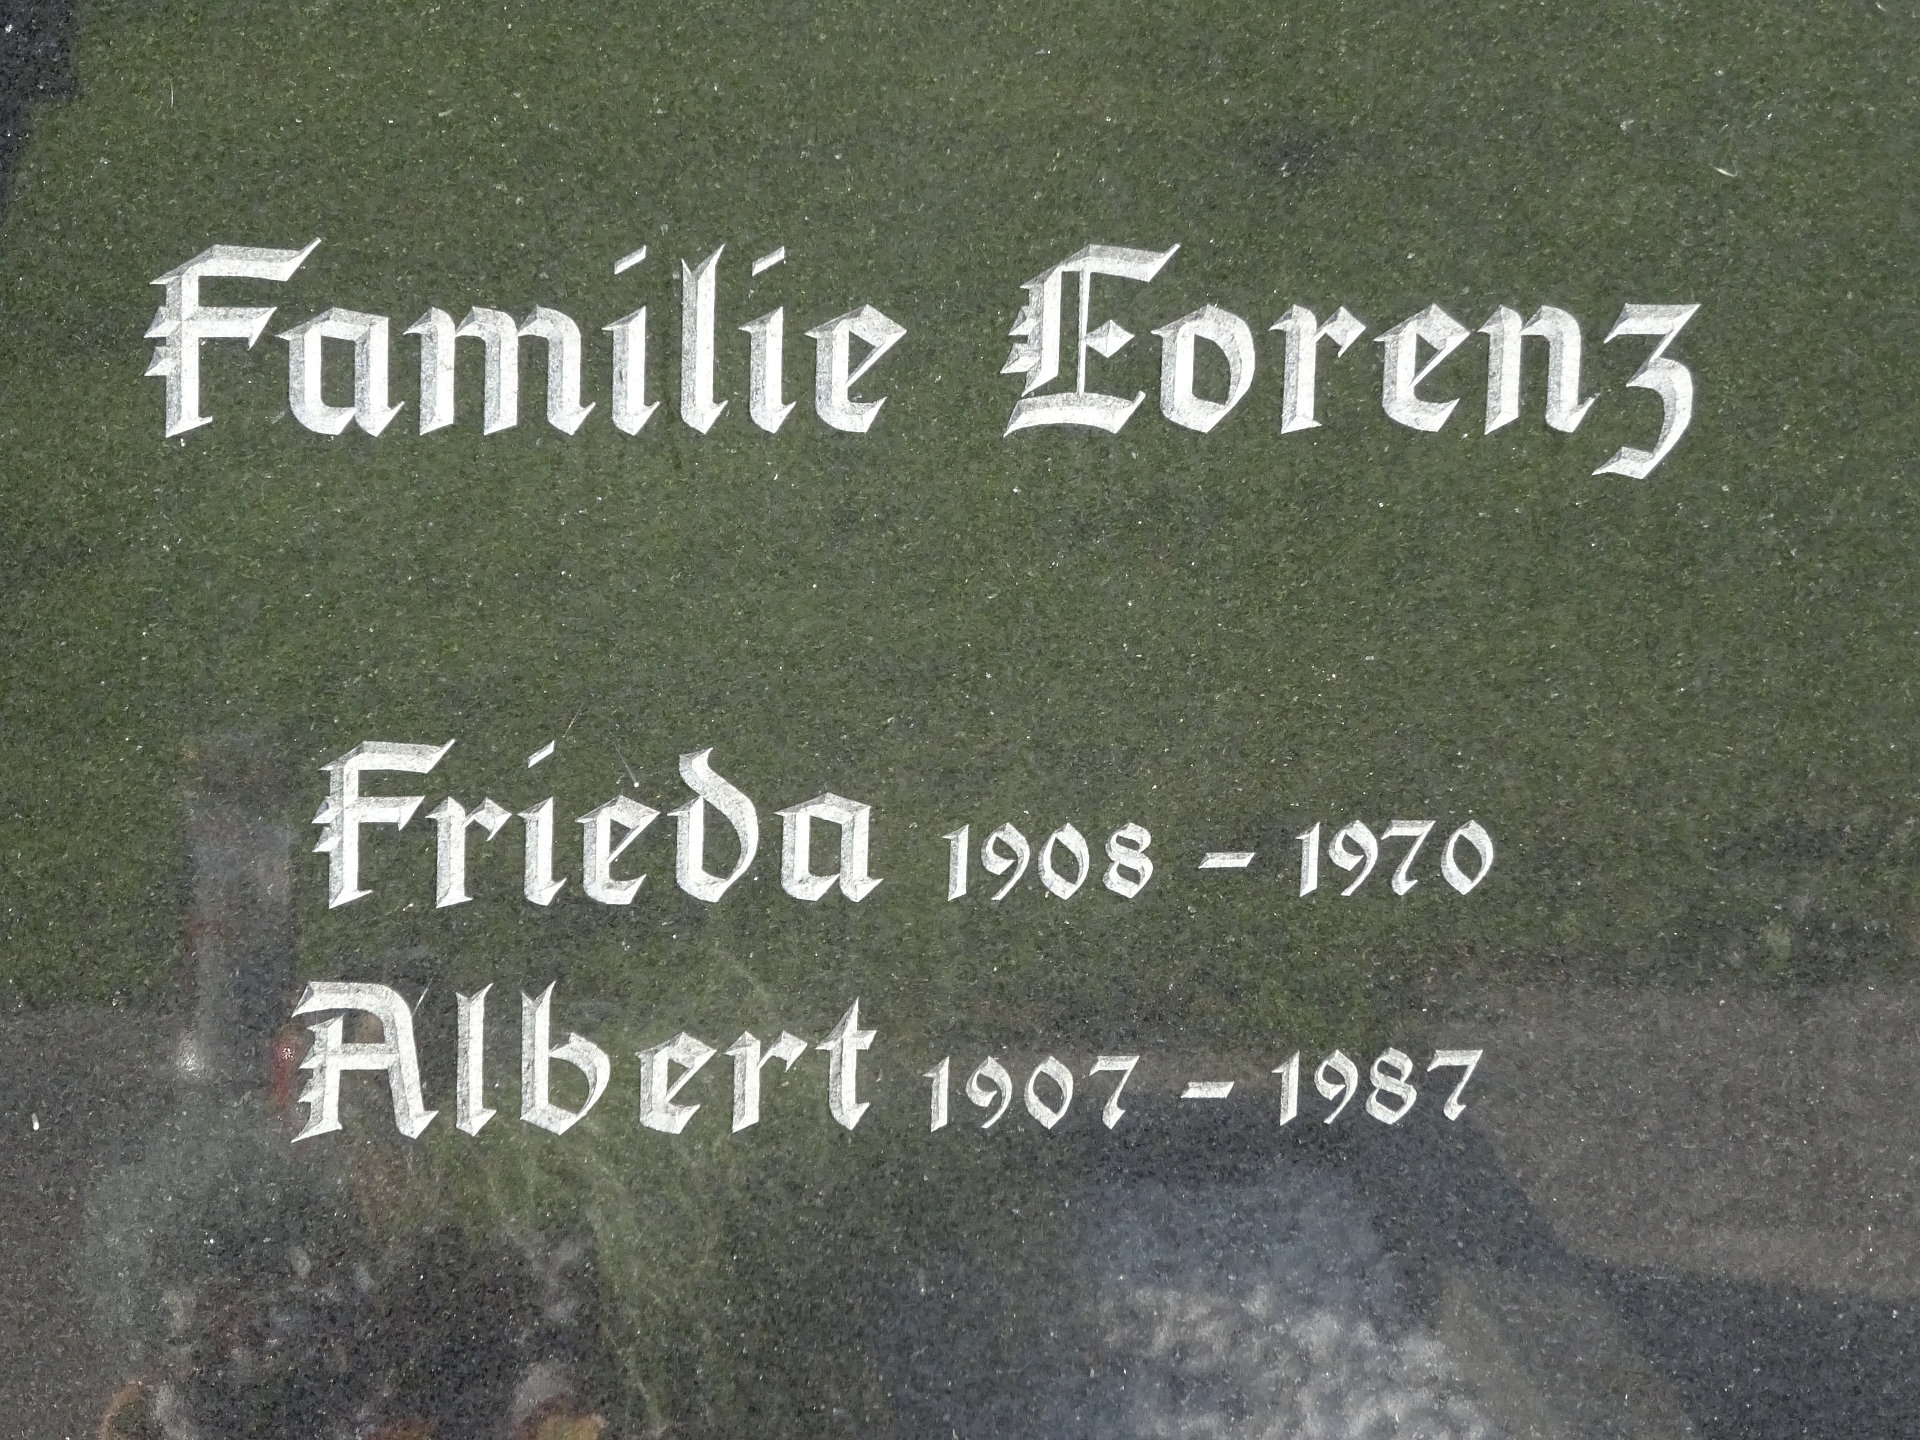 Familie Lorenz
Frieda 1908 – 1970
Albert 1907 – 1987